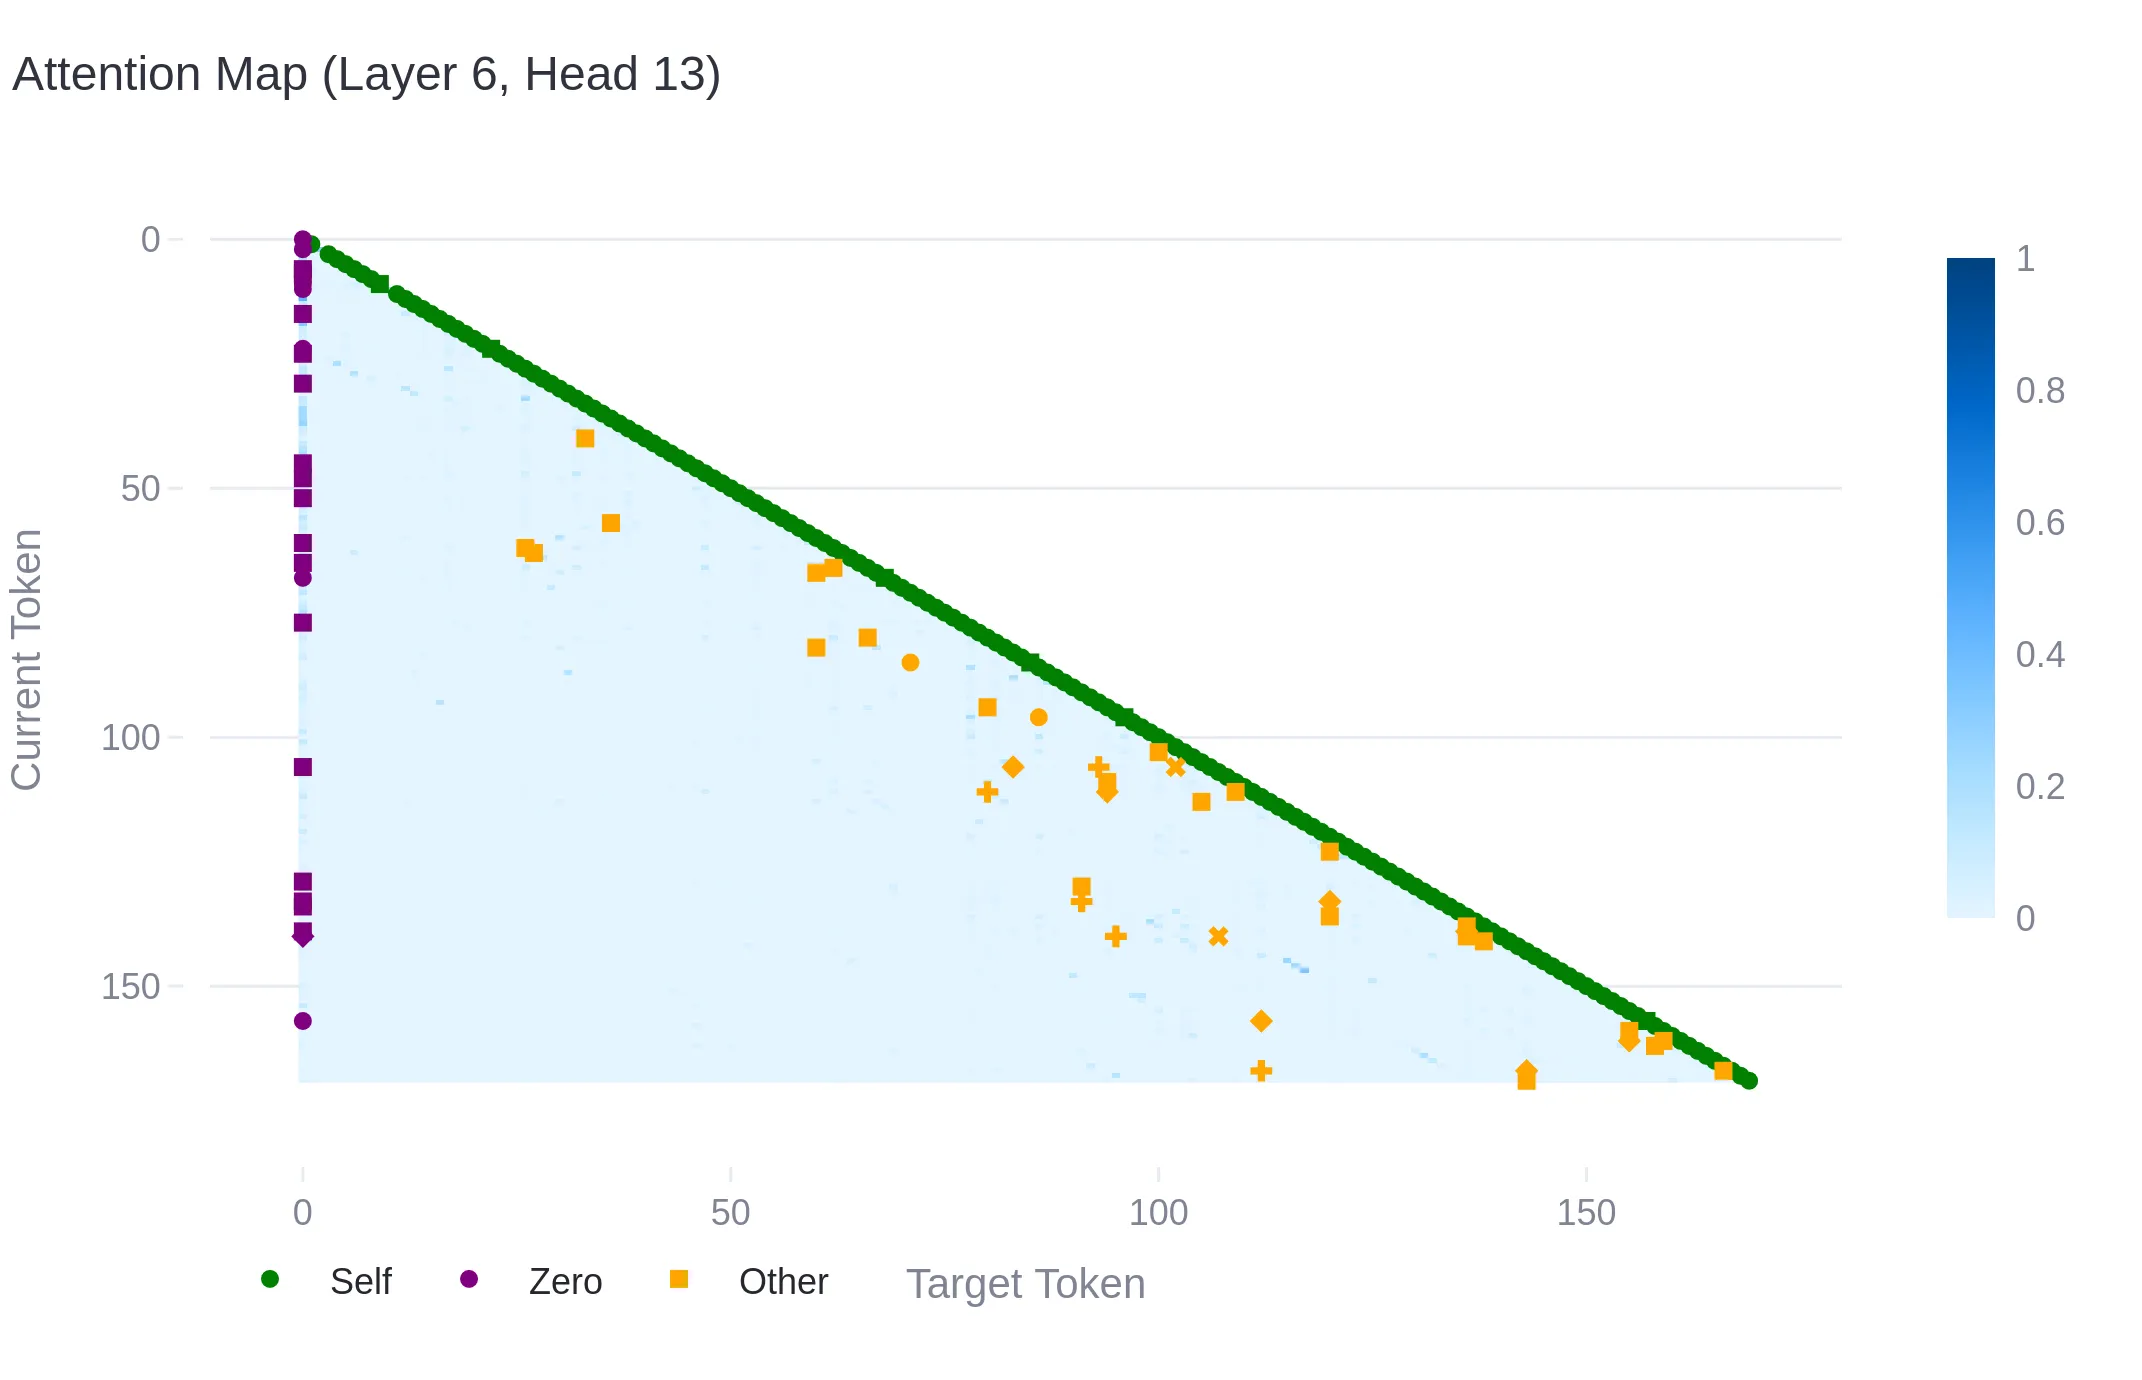 Attention Map (Layer 6, Head 13)
0
50
100
150
Current Token
1
0.8
0.6
0.4
0.2
0
0 50 100 150
Self Zero Other Target Token